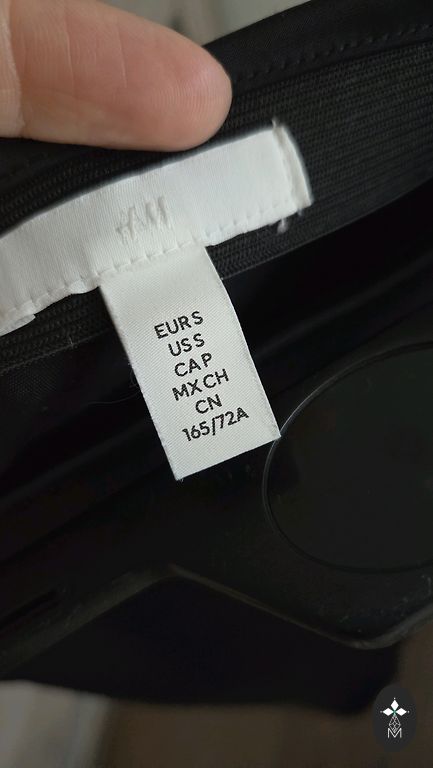 H&M
EUR S
US S
CA P
MX CH
CN
165/72A
M